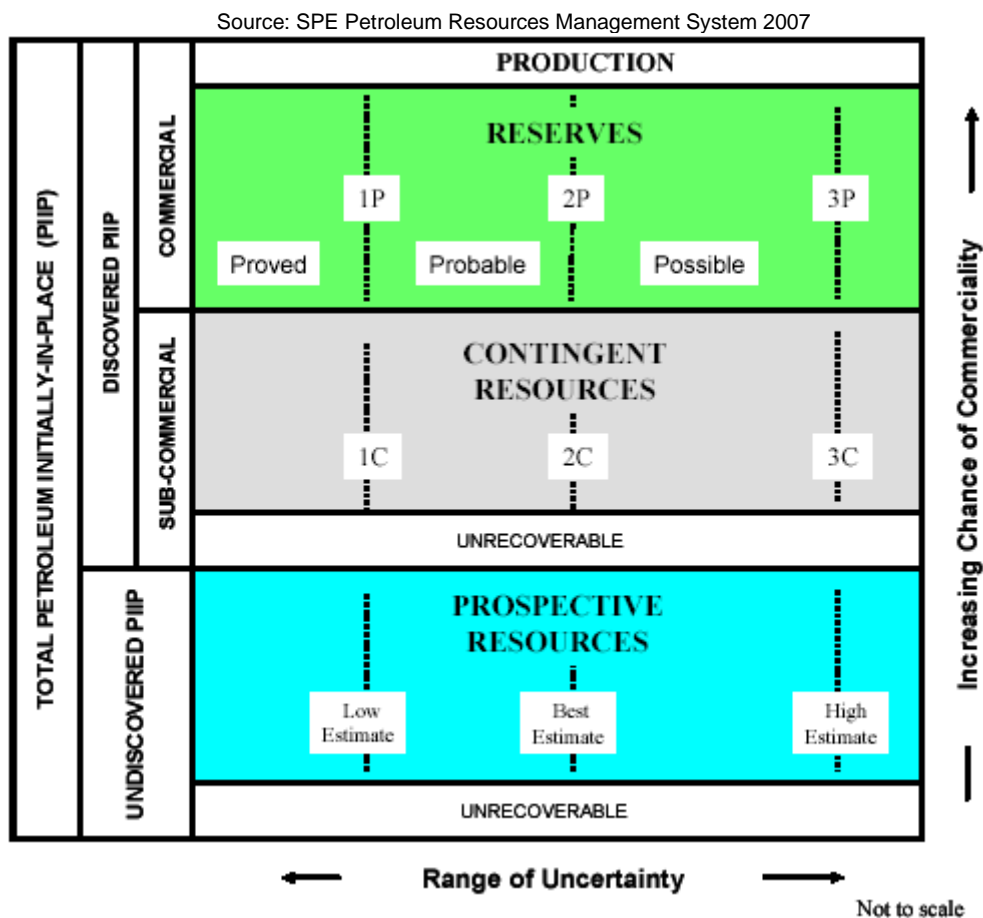 Source: SPE Petroleum Resources Management System 2007
TOTAL PETROLEUM INITIALLY-IN-PLACE (PIIP)
DISCOVERED PIIP
UNDISCOVERED PIIP
COMMERCIAL
SUB-COMMERCIAL
PRODUCTION
RESERVES
1P 2P 3P
Proved Probable Possible
CONTINGENT
RESOURCES
1C 2C 3C
UNRECOVERABLE
PROSPECTIVE
RESOURCES
Low
Estimate
Best
Estimate
High
Estimate
UNRECOVERABLE
Increasing Chance of Commerciality
Range of Uncertainty
Not to scale